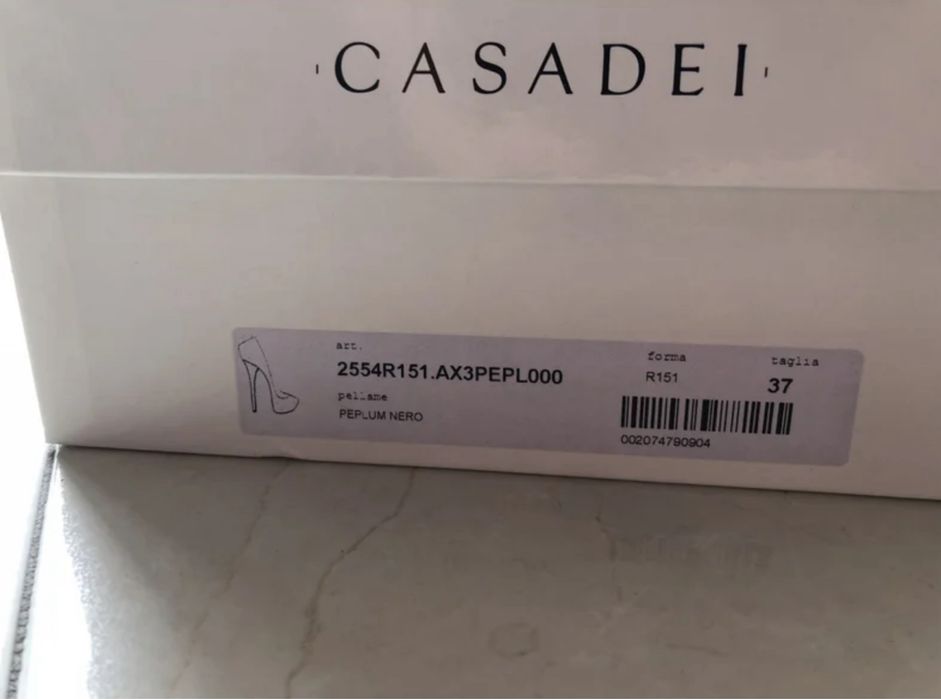 CASADEI
art.
2554R151.AX3PEPL000
pellame
PEPLUM NERO
forma
R151
taglia
37
002074790904